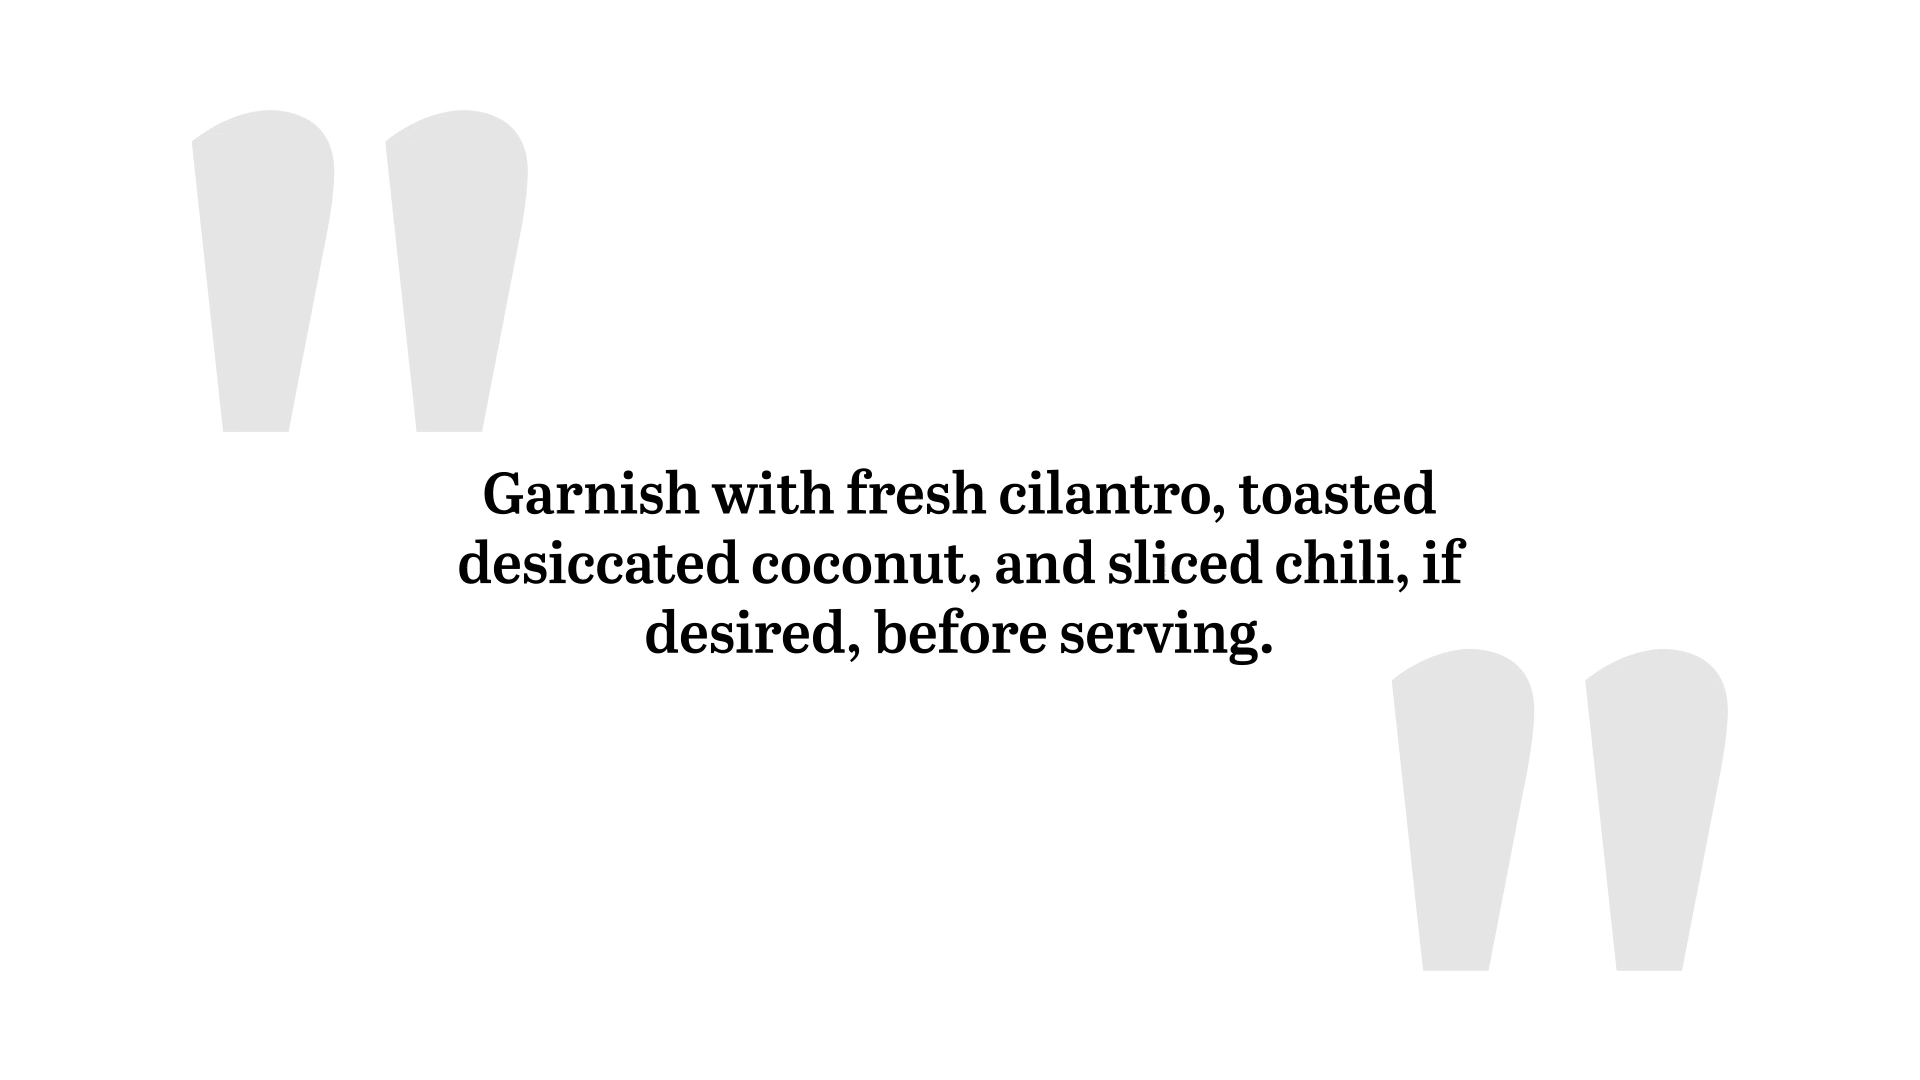 "
Garnish with fresh cilantro, toasted
desiccated coconut, and sliced chili, if
desired, before serving.
"